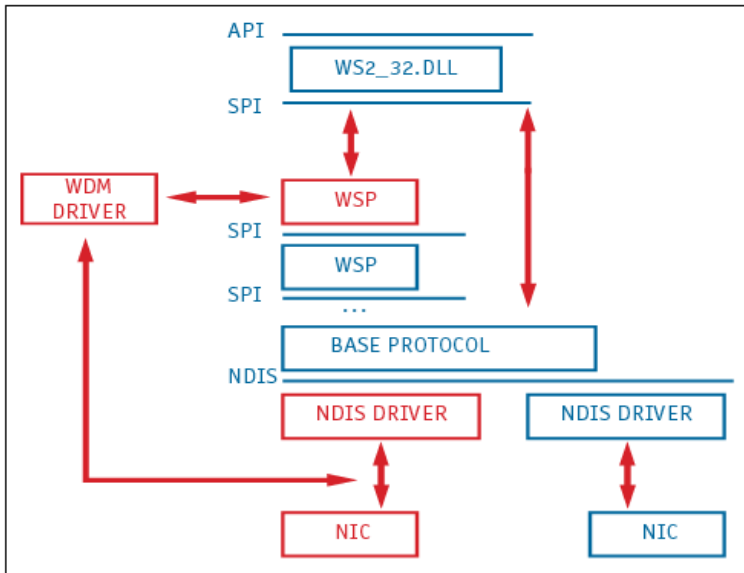 API
WS2_32.DLL
SPI
WDM
DRIVER
WSP
SPI
WSP
SPI
...
BASE PROTOCOL
NDIS
NDIS DRIVER
NDIS DRIVER
NIC
NIC